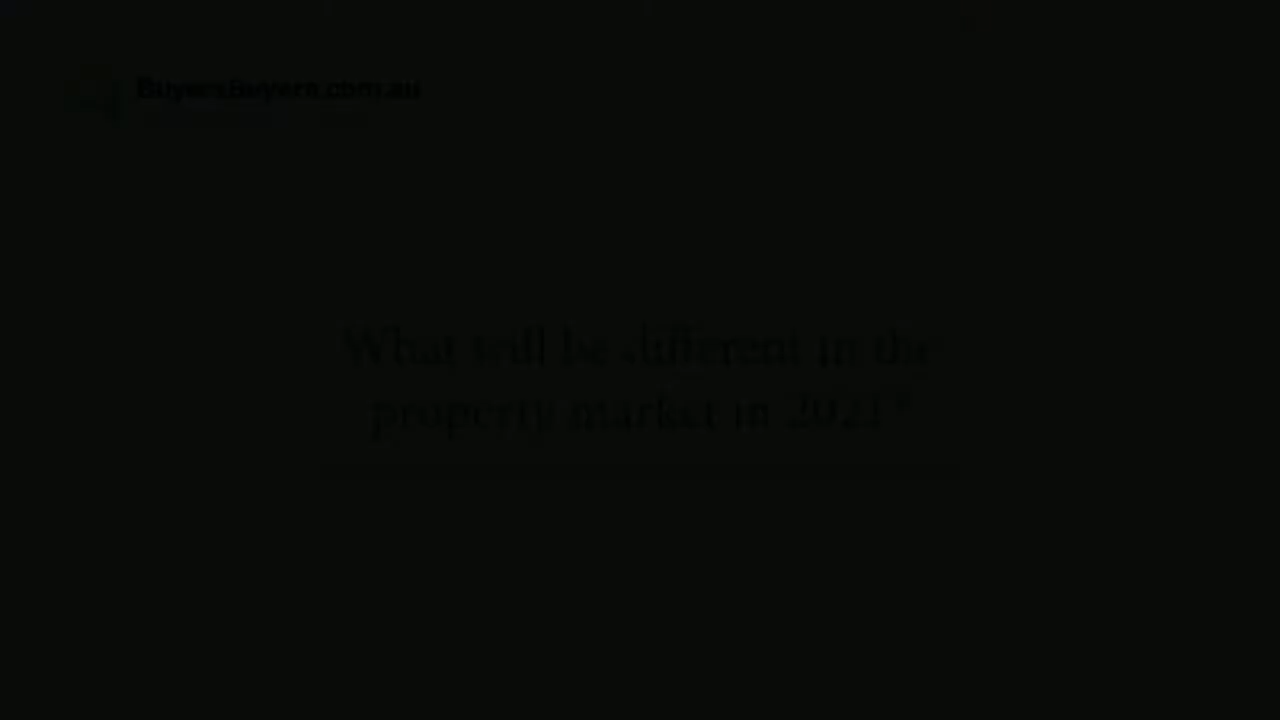 BuyersBuyers.com.au
What will be different in the
property market in 2021?